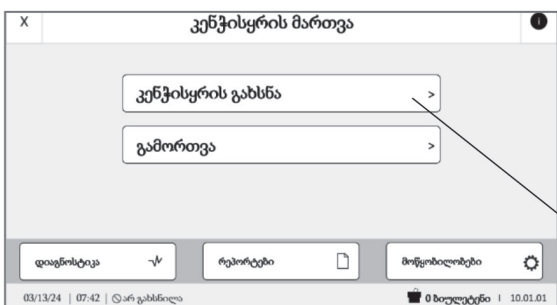 X კენჭისყრის მართვა i
კენჭისყრის გახსნა >
გამორთვა >
დიაგნოსტიკა რეპორტები მოწყობილობები
03/13/24 | 07:42 | არ გახსნილა 0 ბიულეტენი | 10.01.01